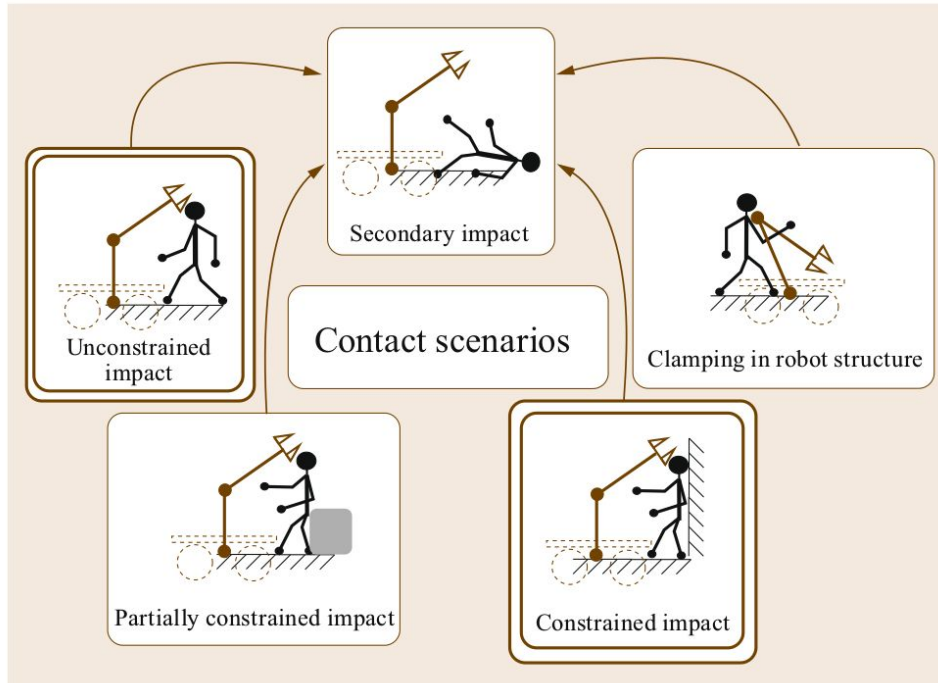 Secondary impact
Unconstrained
impact
Contact scenarios
Clamping in robot structure
Partially constrained impact
Constrained impact